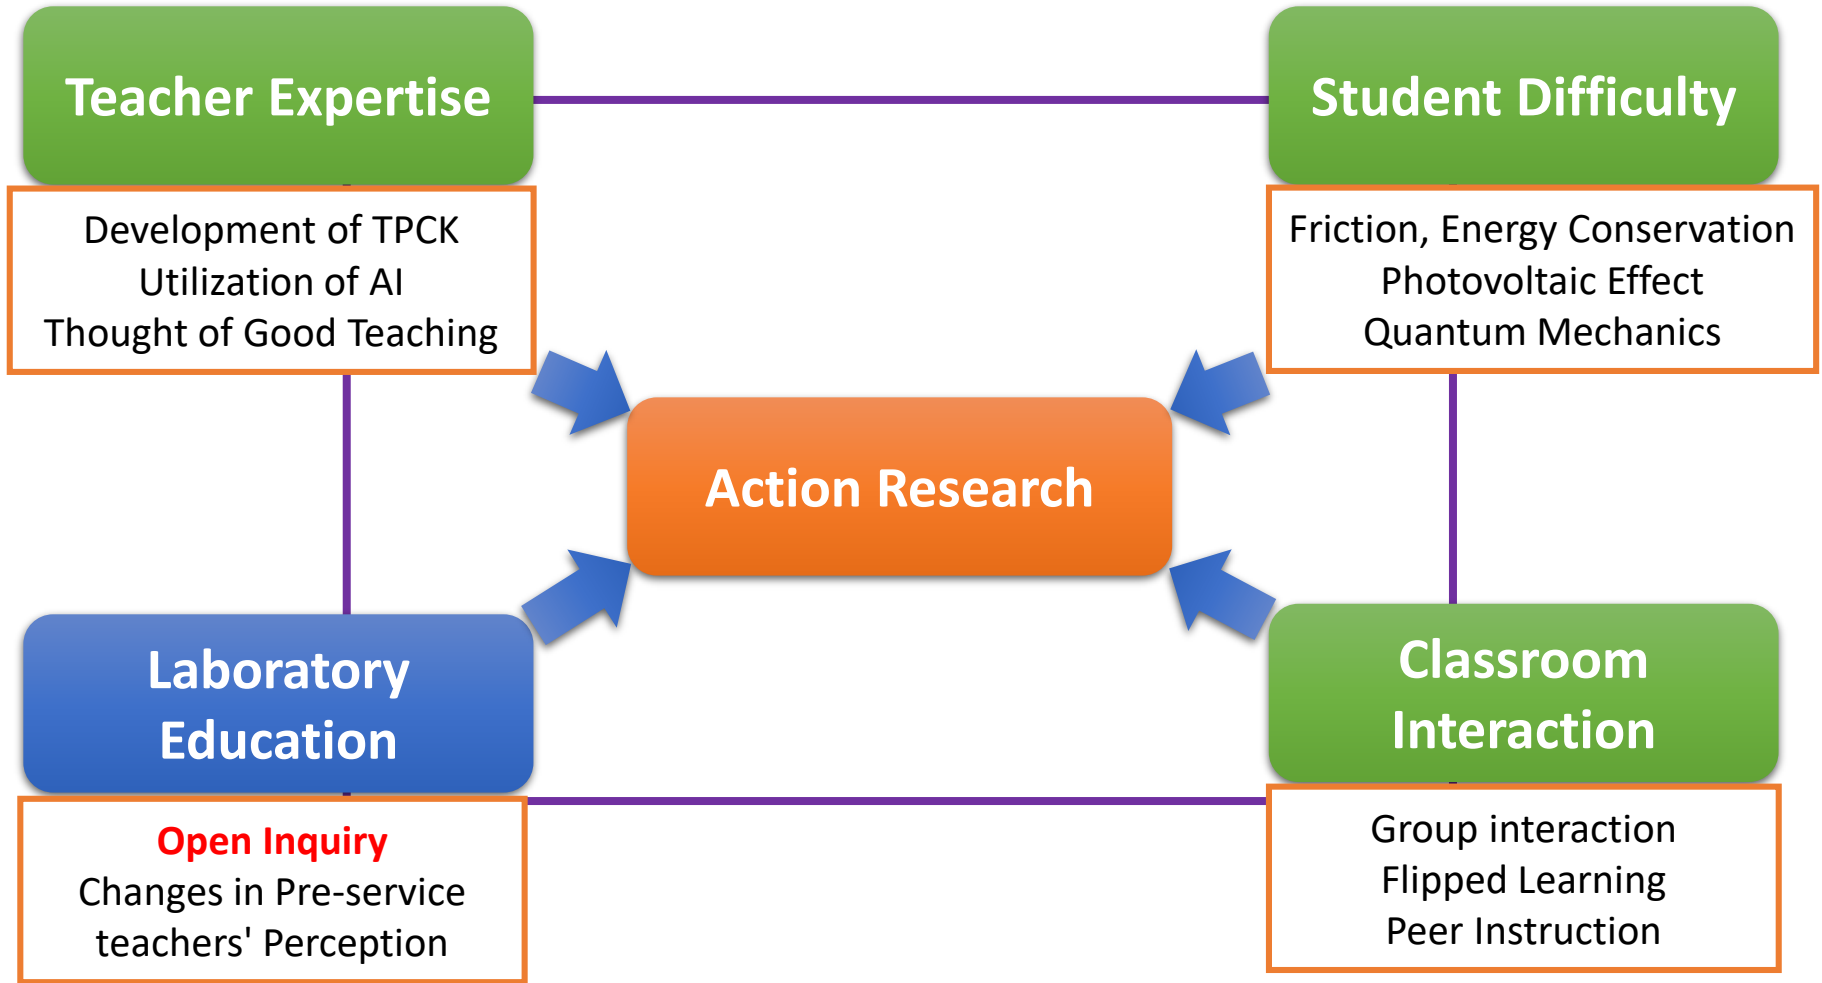 Teacher Expertise
Development of TPCK
Utilization of AI
Thought of Good Teaching
Student Difficulty
Friction, Energy Conservation
Photovoltaic Effect
Quantum Mechanics
Action Research
Laboratory
Education
Open Inquiry
Changes in Pre-service
teachers' Perception
Classroom
Interaction
Group interaction
Flipped Learning
Peer Instruction